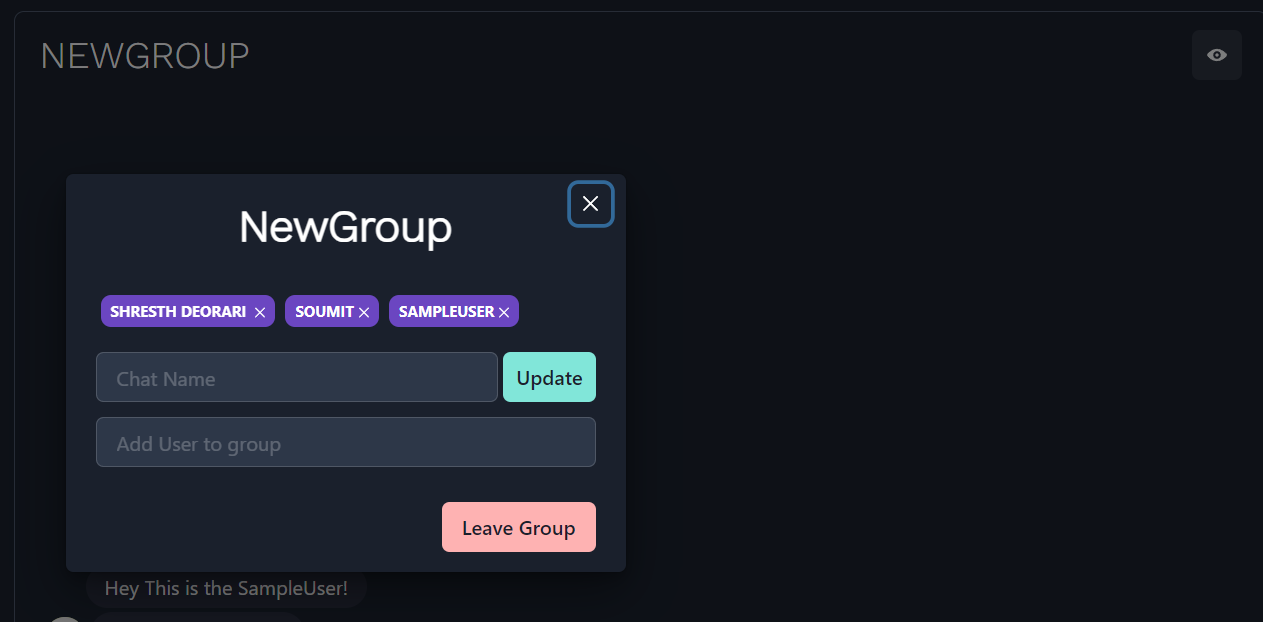 NEWGROUP
NewGroup
SHRESTH DEORARI SOUMIT SAMPLEUSER
Chat Name Update
Add User to group
Leave Group
Hey This is the SampleUser!